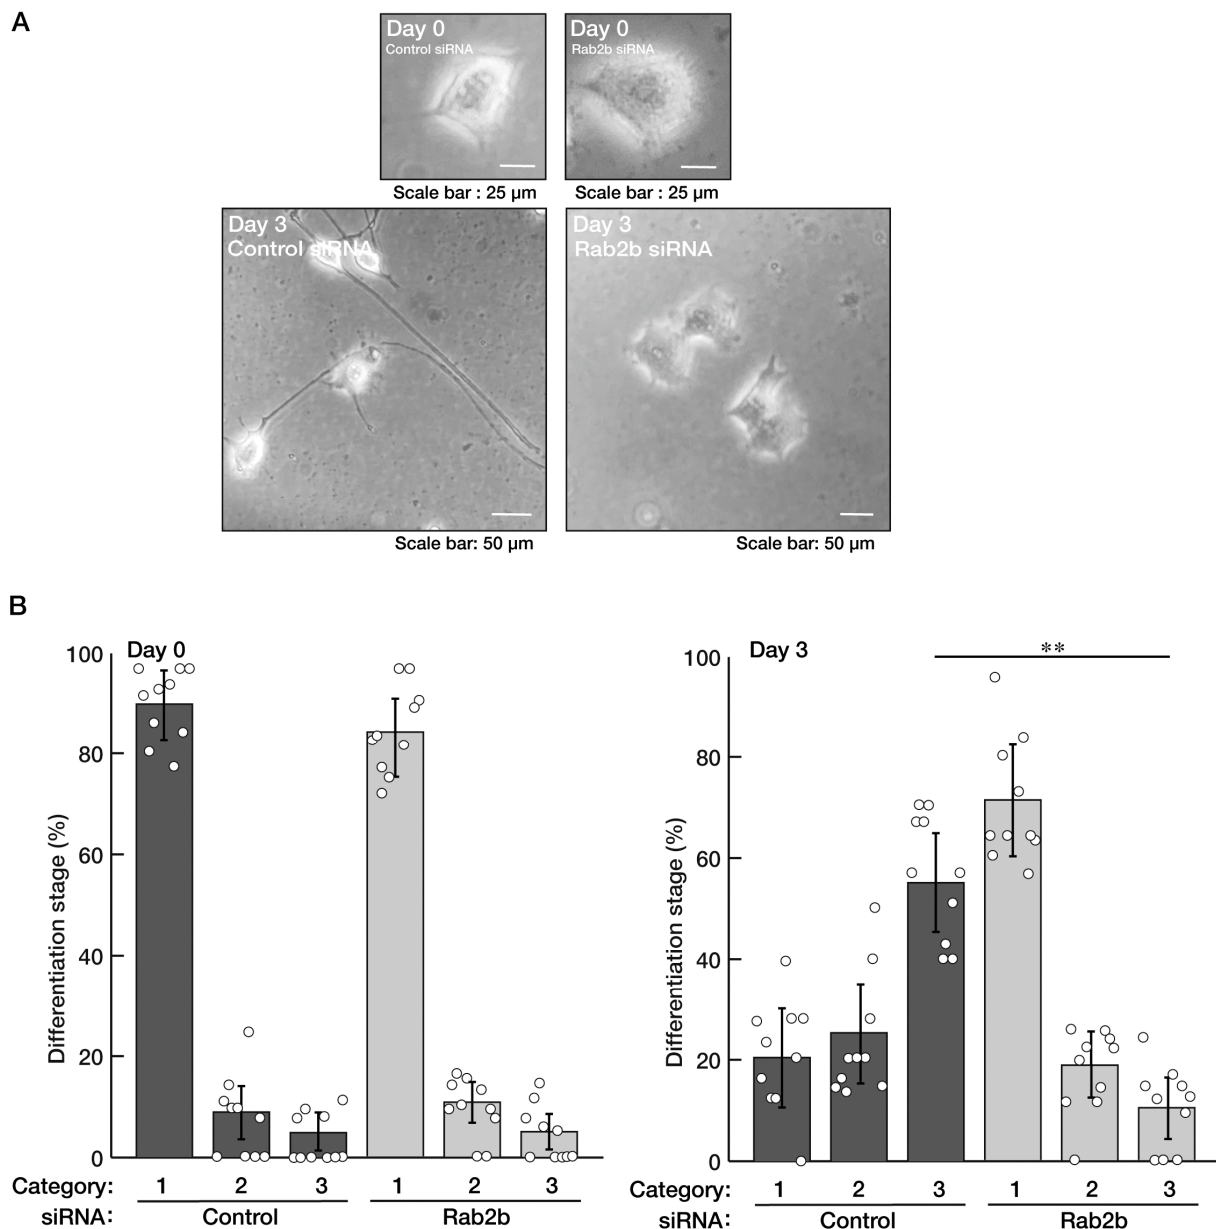 A
Day 0
Control siRNA
Day 0
Rab2b siRNA
Scale bar : 25 µm
Scale bar : 25 µm
Day 3
Control siRNA
Day 3
Rab2b siRNA
Scale bar: 50 µm
Scale bar: 50 µm
B
Day 0
100
80
60
40
20
0
Differentiation stage (%)
Category: 1 2 3 1 2 3
siRNA: Control Rab2b
Day 3
**
100
80
60
40
20
0
Differentiation stage (%)
Category: 1 2 3 1 2 3
siRNA: Control Rab2b